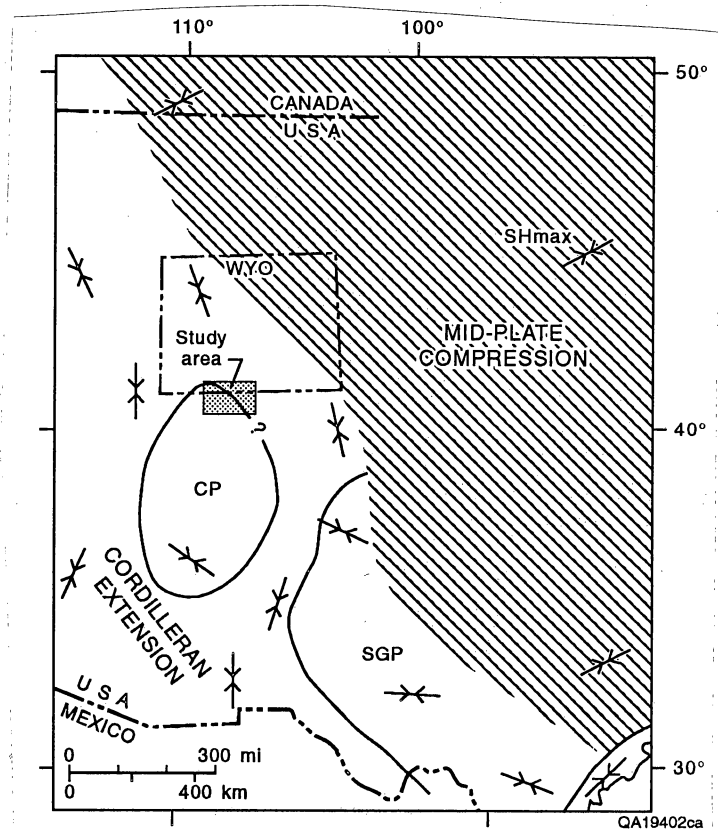 110°
100°
50°
CANADA
U S A
SHmax
WYO
MID-PLATE
COMPRESSION
Study
area
40°
?
CP
CORDILLERAN
EXTENSION
SGP
U S A
MEXICO
0 300 mi
0 400 km
30°
QA19402ca